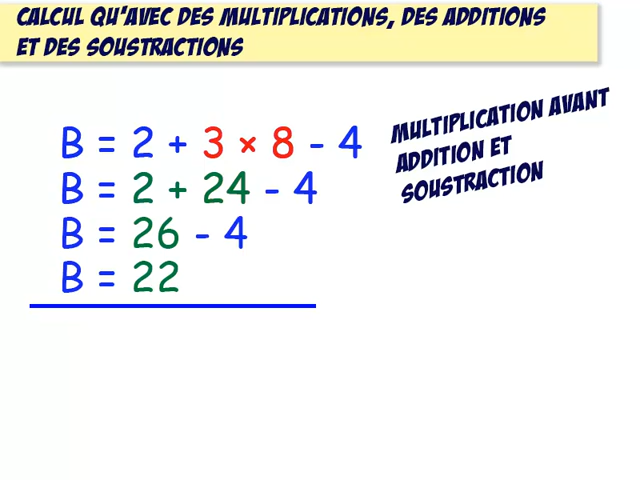 CALCUL QU'AVEC DES MULTIPLICATIONS, DES ADDITIONS
ET DES SOUSTRACTIONS
B = 2 + 3 × 8 - 4
B = 2 + 24 - 4
B = 26 - 4
B = 22
MULTIPLICATION AVANT
ADDITION ET
SOUSTRACTION